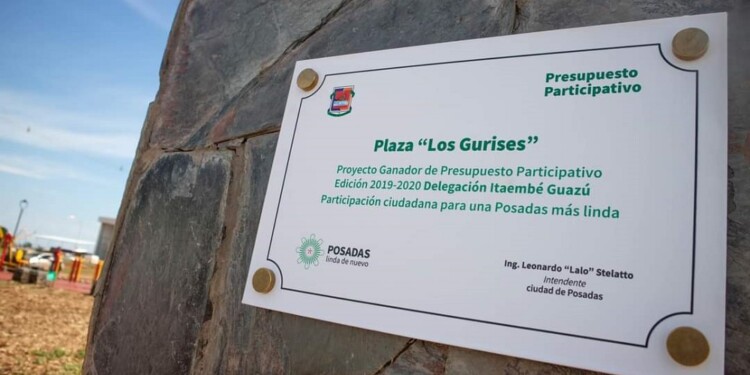 Presupuesto
Participativo
Plaza “Los Gurises”
Proyecto Ganador de Presupuesto Participativo
Edición 2019-2020 Delegación Itaembé Guazú
Participación ciudadana para una Posadas más linda
POSADAS
linda de nuevo
Ing. Leonardo “Lalo” Stelatto
Intendente
ciudad de Posadas